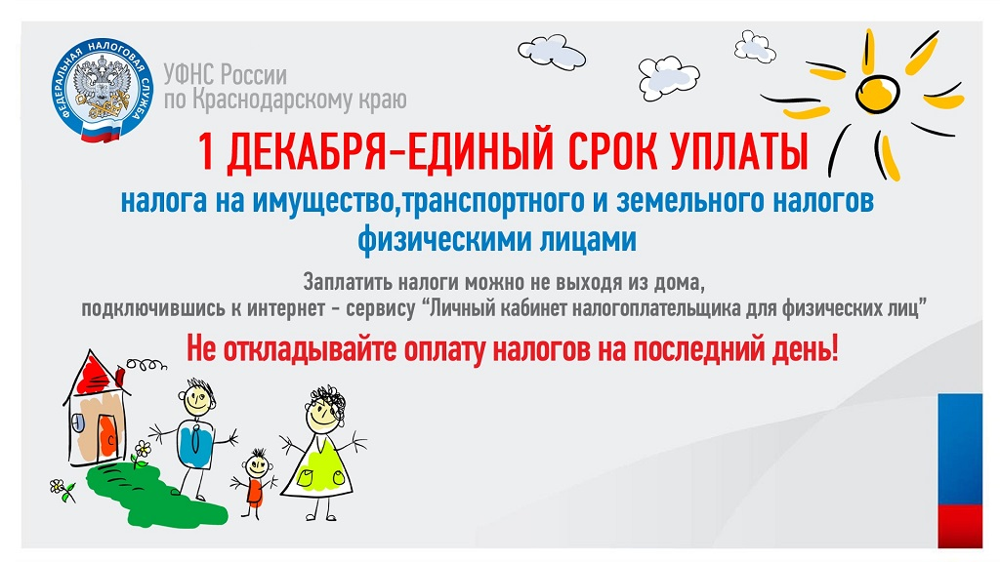 ФЕДЕРАЛЬНАЯ НАЛОГОВАЯ СЛУЖБА
УФНС России
по Краснодарскому краю
1 ДЕКАБРЯ-ЕДИНЫЙ СРОК УПЛАТЫ
налога на имущество,транспортного и земельного налогов
физическими лицами
Заплатить налоги можно не выходя из дома,
подключившись к интернет - сервису “Личный кабинет налогоплательщика для физических лиц”
Не откладывайте оплату налогов на последний день!